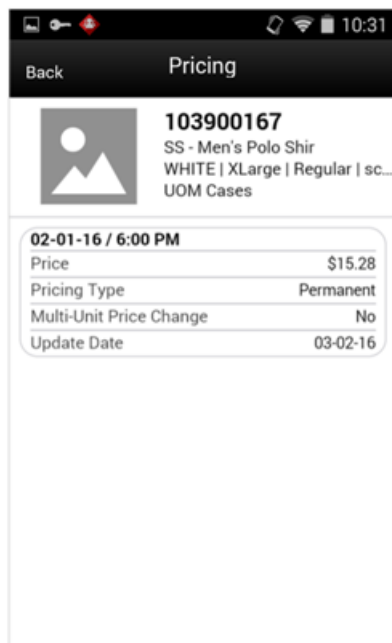 10:31
Back
Pricing
103900167
SS - Men's Polo Shir
WHITE | XLarge | Regular | sc...
UOM Cases
02-01-16 / 6:00 PM
Price $15.28
Pricing Type Permanent
Multi-Unit Price Change No
Update Date 03-02-16